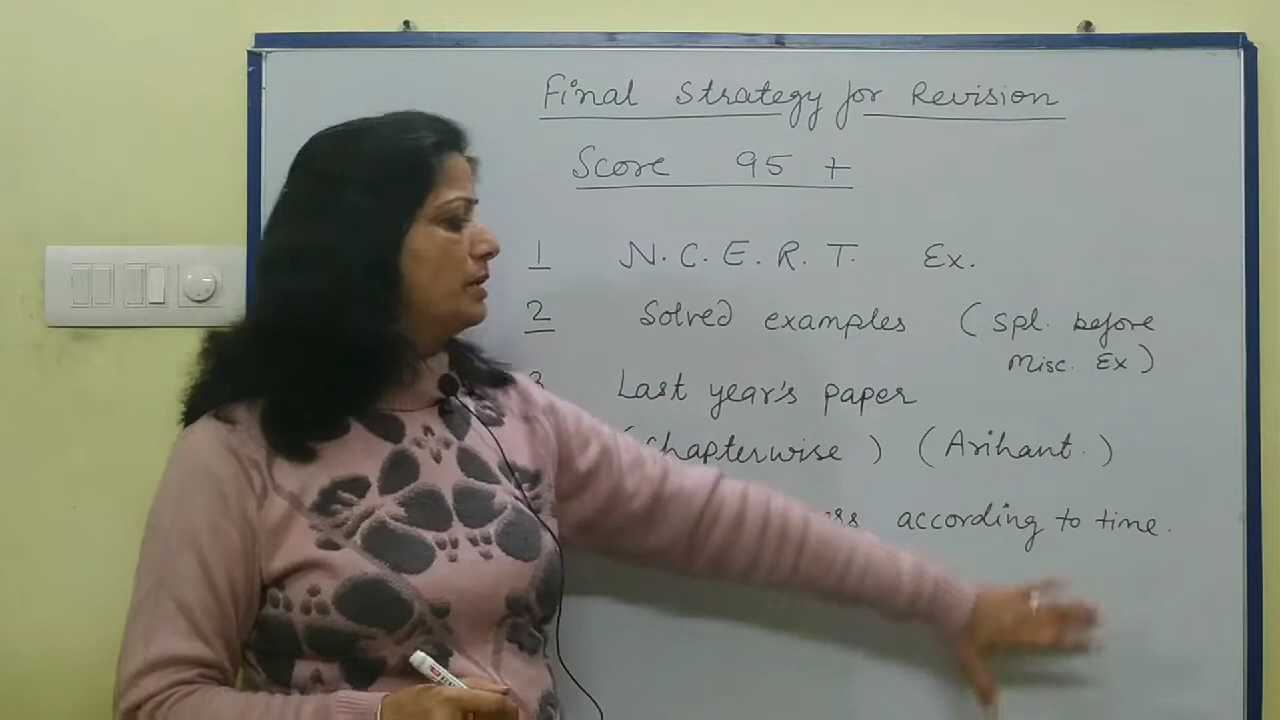 Final Strategy for Revision
Score 95 +
1 N.C.E.R.T. Ex.
2 Solved examples (Spl. before
Misc. Ex)
3 Last year's paper
(Chapterwise) (Arihant.)
according to time.